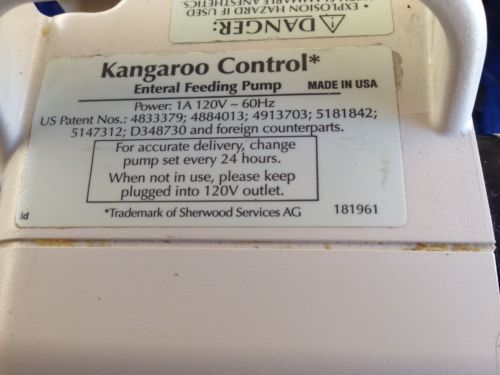 DANGER:
EXPLOSION HAZARD IF USED
FLAMMABLE ANESTHETICS.
Kangaroo Control*
Enteral Feeding Pump MADE IN USA
Power: 1A 120V ~ 60Hz
US Patent Nos.: 4833379; 4884013; 4913703; 5181842;
5147312; D348730 and foreign counterparts.
For accurate delivery, change
pump set every 24 hours.
When not in use, please keep
plugged into 120V outlet.
*Trademark of Sherwood Services AG 181961
id